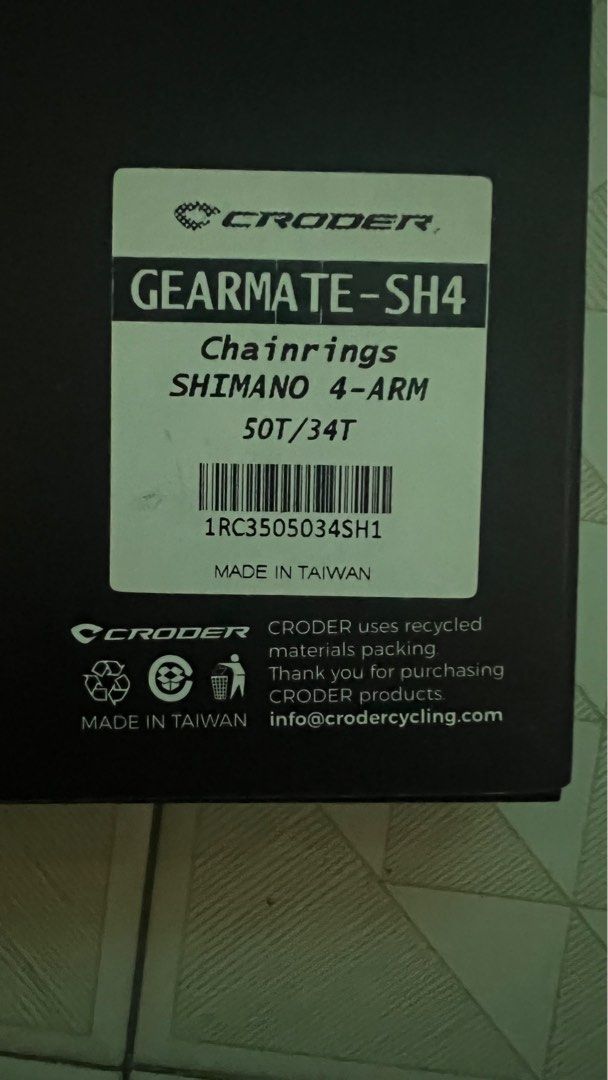 CRODER
GEARMATE-SH4
Chainrings
SHIMANO 4-ARM
50T/34T
1RC3505034SH1
MADE IN TAIWAN
CRODER
MADE IN TAIWAN
CRODER uses recycled
materials packing.
Thank you for purchasing
CRODER products.
info@crodercycling.com